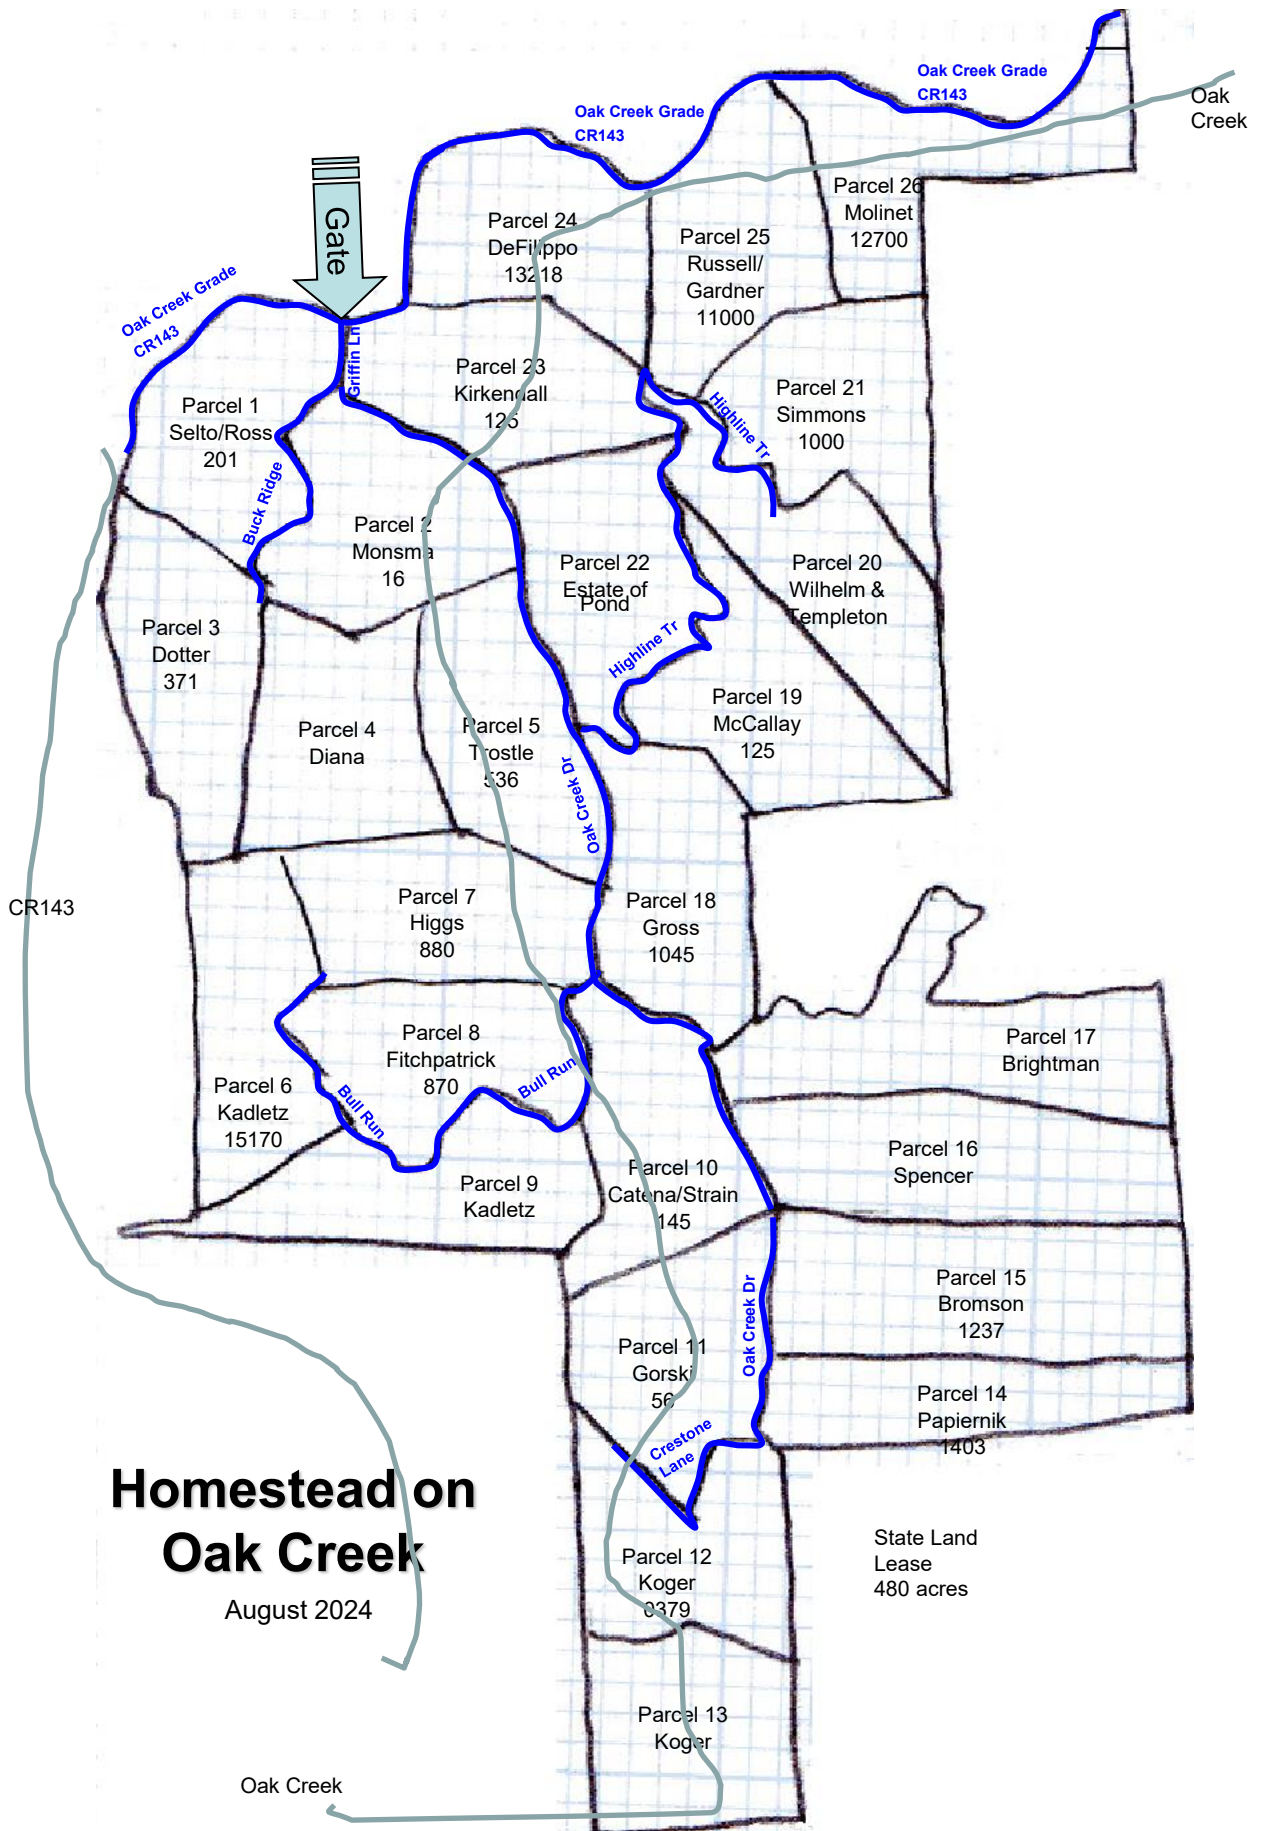 Oak Creek Grade
CR143
Oak
Creek
Oak Creek Grade
CR143
Gate
Parcel 26
Molinet
12700
Parcel 24
DeFilippo
13218
Parcel 25
Russell/
Gardner
11000
Oak Creek Grade
CR143
Griffin Ln
Parcel 23
Kirkendall
125
Parcel 21
Simmons
1000
Highline Tr
Parcel 1
Selto/Ross
201
Buck Ridge
Parcel 2
Monsma
16
Parcel 22
Estate of
Pond
Parcel 20
Wilhelm &
Templeton
Parcel 3
Dotter
371
Highline Tr
Parcel 19
McCallay
125
Parcel 4
Diana
Parcel 5
Trostle
536
Oak Creek Dr
CR143
Parcel 7
Higgs
880
Parcel 18
Gross
1045
Parcel 8
Fitchpatrick
870
Bull Run
Bull Run
Parcel 17
Brightman
Parcel 6
Kadletz
15170
Parcel 16
Spencer
Parcel 9
Kadletz
Parcel 10
Catena/Strain
145
Parcel 15
Bromson
1237
Oak Creek Dr
Parcel 11
Gorski
56
Parcel 14
Papiernik
1403
Crestone
Lane
Homestead on
Oak Creek
August 2024
State Land
Lease
480 acres
Parcel 12
Koger
0379
Parcel 13
Koger
Oak Creek